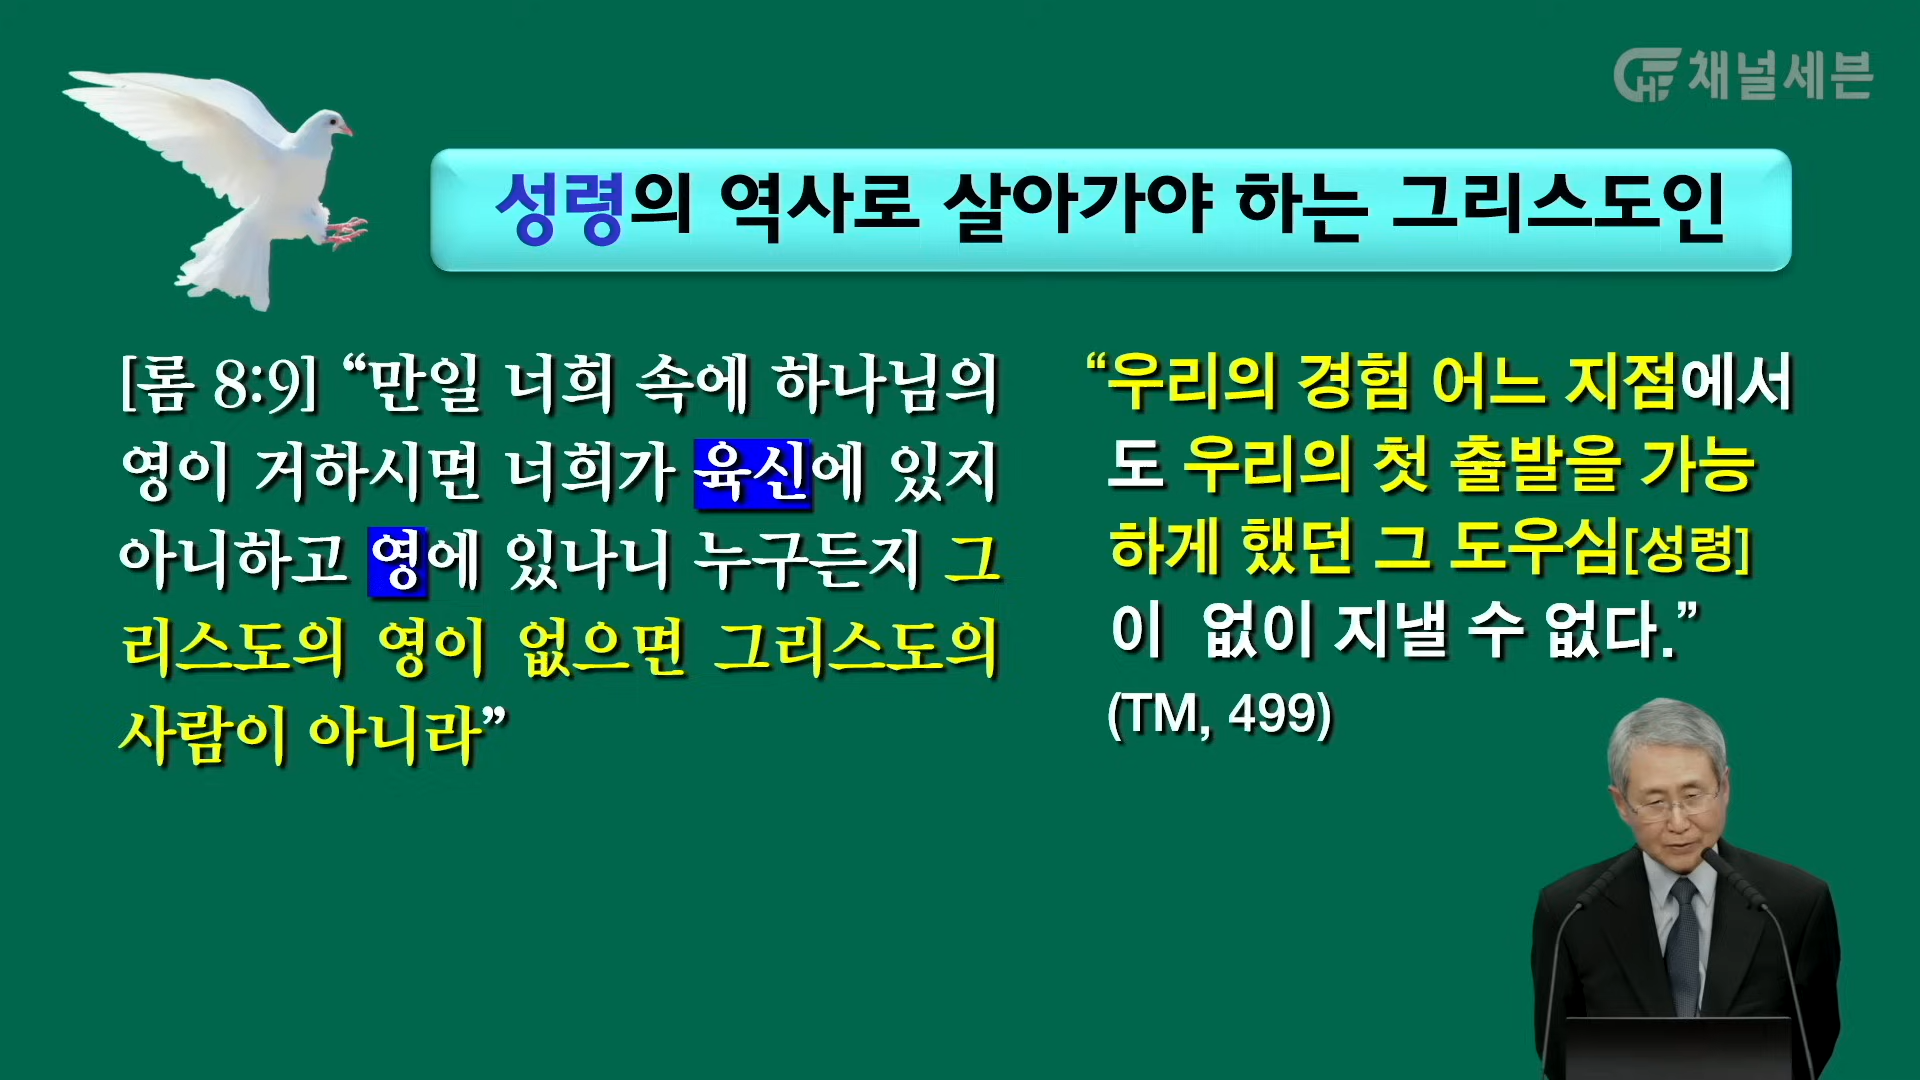 채널세븐
성령의 역사로 살아가야 하는 그리스도인
[롬 8:9] “만일 너희 속에 하나님의
영이 거하시면 너희가 육신에 있지
아니하고 영에 있나니 누구든지 그
리스도의 영이 없으면 그리스도의
사람이 아니라”
“우리의 경험 어느 지점에서
도 우리의 첫 출발을 가능
하게 했던 그 도우심[성령]
이 없이 지낼 수 없다.”
(TM, 499)